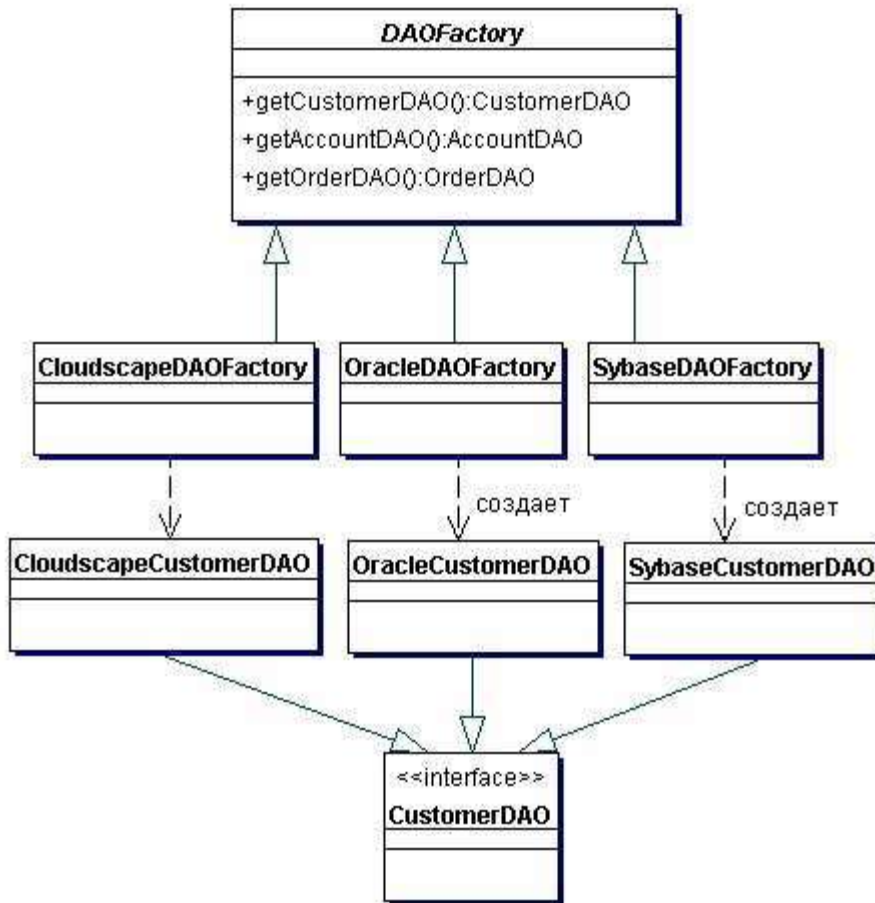 DAOFactory
+getCustomerDAO():CustomerDAO
+getAccountDAO():AccountDAO
+getOrderDAO():OrderDAO
CloudscapeDAOFactory
OracleDAOFactory
SybaseDAOFactory
создает
создает
CloudscapeCustomerDAO
OracleCustomerDAO
SybaseCustomerDAO
<<interface>>
CustomerDAO